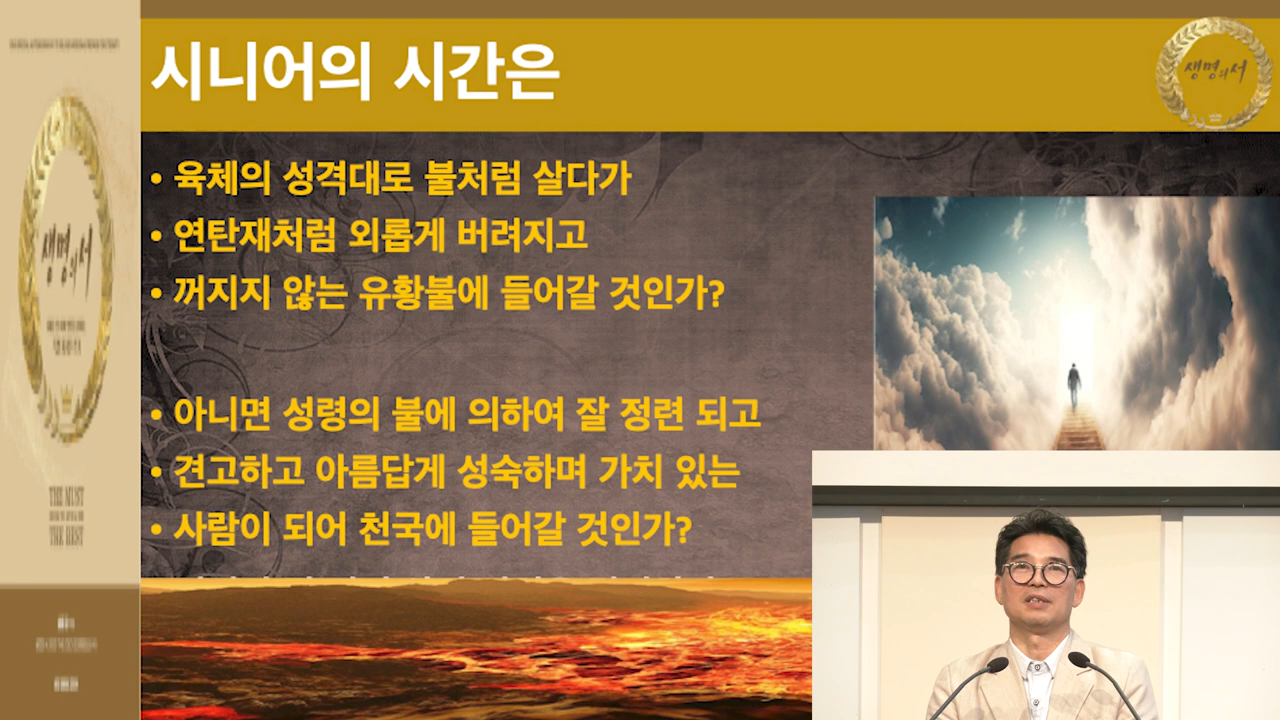 시니어의 시간은
생명의서
• 육체의 성격대로 불처럼 살다가
• 연탄재처럼 외롭게 버려지고
• 꺼지지 않는 유황불에 들어갈 것인가?
• 아니면 성령의 불에 의하여 잘 정련 되고
• 견고하고 아름답게 성숙하며 가치 있는
• 사람이 되어 천국에 들어갈 것인가?
생명의서
THE MUST
THE BEST